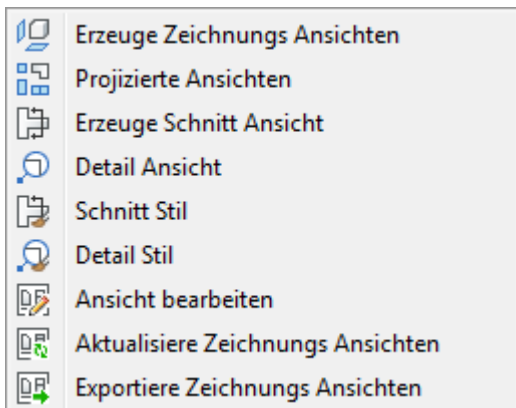 Erzeuge Zeichnungs Ansichten
Projizierte Ansichten
Erzeuge Schnitt Ansicht
Detail Ansicht
Schnitt Stil
Detail Stil
Ansicht bearbeiten
Aktualisiere Zeichnungs Ansichten
Exportiere Zeichnungs Ansichten